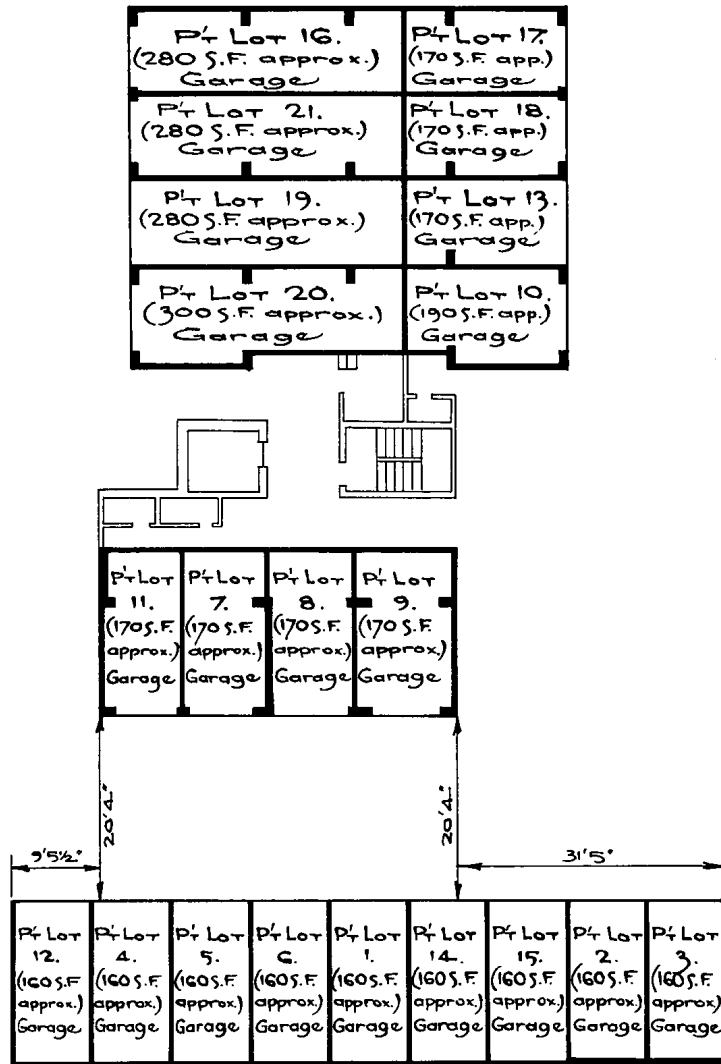 P't Lot 16.
(280 S.F. approx.)
Garage
P't Lot 17.
(170 S.F. app.)
Garage
P't Lot 21.
(280 S.F. approx.)
Garage
P't Lot 18.
(170 S.F. app.)
Garage
P't Lot 19.
(280 S.F. approx.)
Garage
P't Lot 13.
(170 S.F. app.)
Garage
P't Lot 20.
(300 S.F. approx.)
Garage
P't Lot 10.
(190 S.F. app.)
Garage
P't Lot
11.
(170 S.F.
approx.)
Garage
P't Lot
7.
(170 S.F.
approx.)
Garage
P't Lot
8.
(170 S.F.
approx.)
Garage
P't Lot
9.
(170 S.F.
approx.)
Garage
20'4"
20'4"
9'5½"
31'5"
P't Lot
12.
(160 S.F.
approx.)
Garage
P't Lot
4.
(160 S.F.
approx.)
Garage
P't Lot
5.
(160 S.F.
approx.)
Garage
P't Lot
6.
(160 S.F.
approx.)
Garage
P't Lot
1.
(160 S.F.
approx.)
Garage
P't Lot
14.
(160 S.F.
approx.)
Garage
P't Lot
15.
(160 S.F.
approx.)
Garage
P't Lot
2.
(160 S.F.
approx.)
Garage
P't Lot
3.
(160 S.F.
approx)
Garage